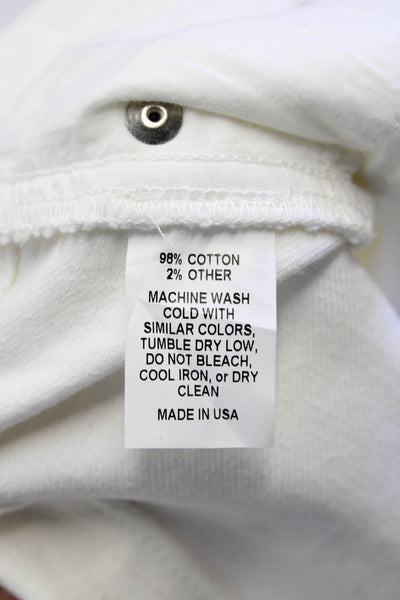 98% COTTON
2% OTHER
MACHINE WASH
COLD WITH
SIMILAR COLORS,
TUMBLE DRY LOW,
DO NOT BLEACH,
COOL IRON, or DRY
CLEAN
MADE IN USA